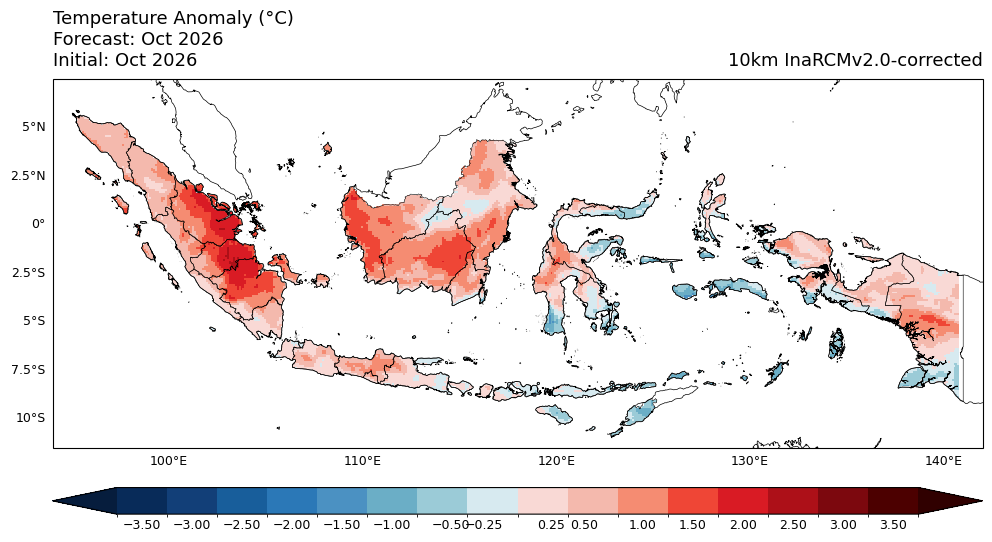 Temperature Anomaly (°C)
Forecast: Oct 2026
Initial: Oct 2026
10km InaRCMv2.0-corrected
5°N
2.5°N
0°
2.5°S
5°S
7.5°S
10°S
100°E 110°E 120°E 130°E 140°E
−3.50 −3.00 −2.50 −2.00 −1.50 −1.00 −0.50 −0.25 0.25 0.50 1.00 1.50 2.00 2.50 3.00 3.50